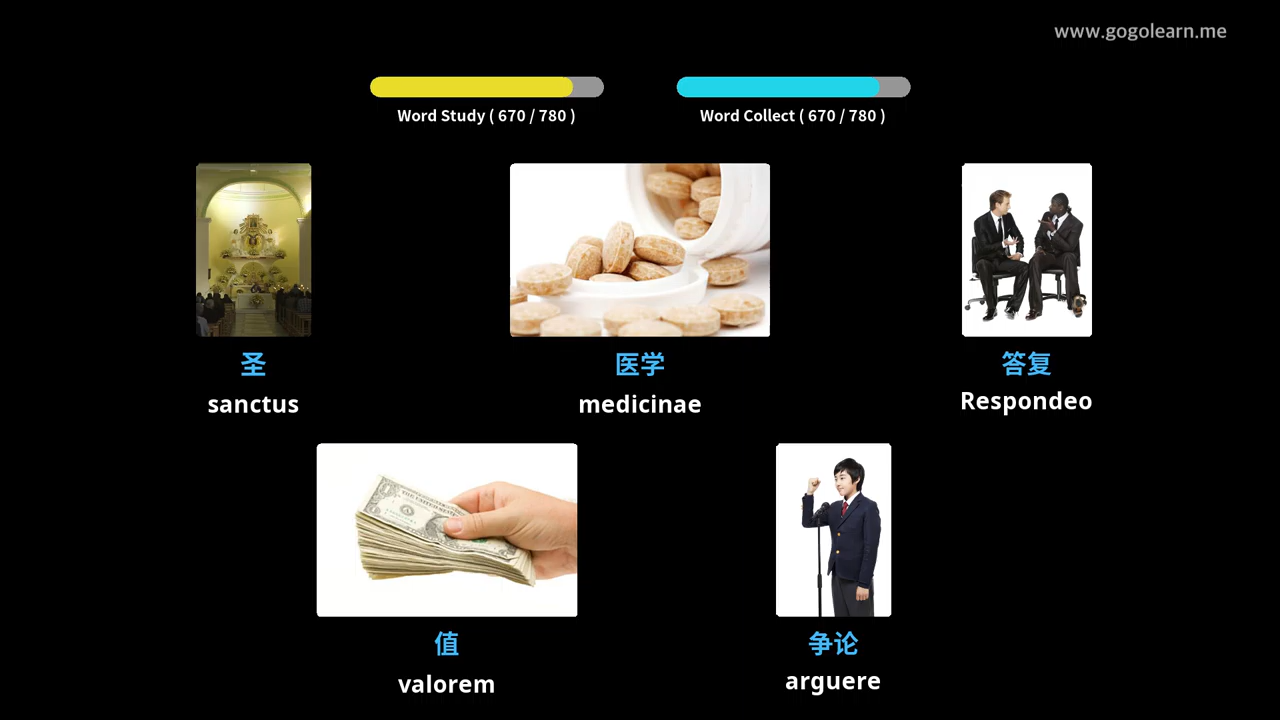 www.gogolearn.me
Word Study ( 670 / 780 )
Word Collect ( 670 / 780 )
圣
sanctus
医学
medicinae
答复
Respondeo
值
valorem
争论
arguere